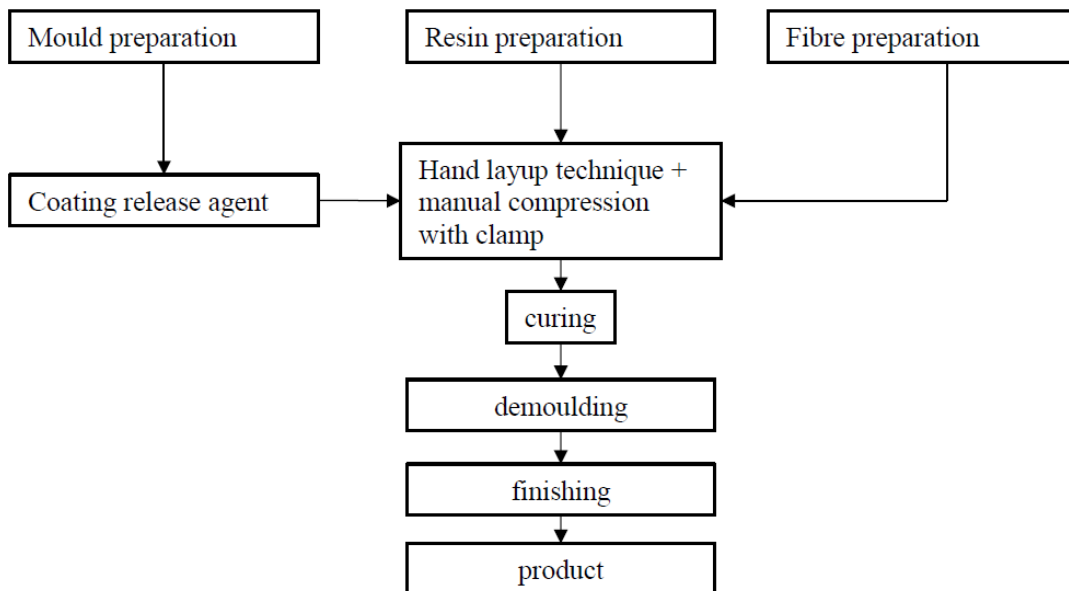 Mould preparation
Resin preparation
Fibre preparation
Coating release agent
Hand layup technique +
manual compression
with clamp
curing
demoulding
finishing
product